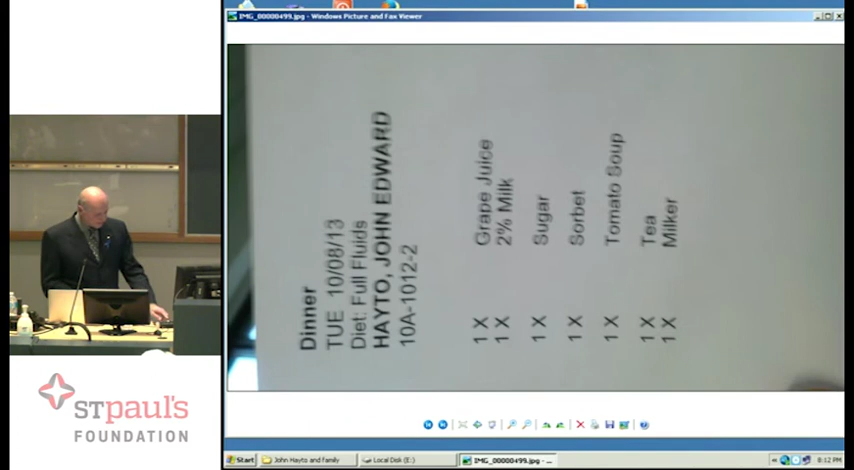 IMG_00000499.jpg - Windows Picture and Fax Viewer
Dinner
TUE 10/08/13
Diet: Full Fluids
HAYTO, JOHN EDWARD
10A-1012-2
1 X Grape Juice
1 X 2% Milk
1 X Sugar
1 X Sorbet
1 X Tomato Soup
1 X Tea
1 X Milker
ST PAUL'S
FOUNDATION
Start
John Hayto and family
Local Disk (E:)
IMG_00000499.jpg - ...
8:12 PM